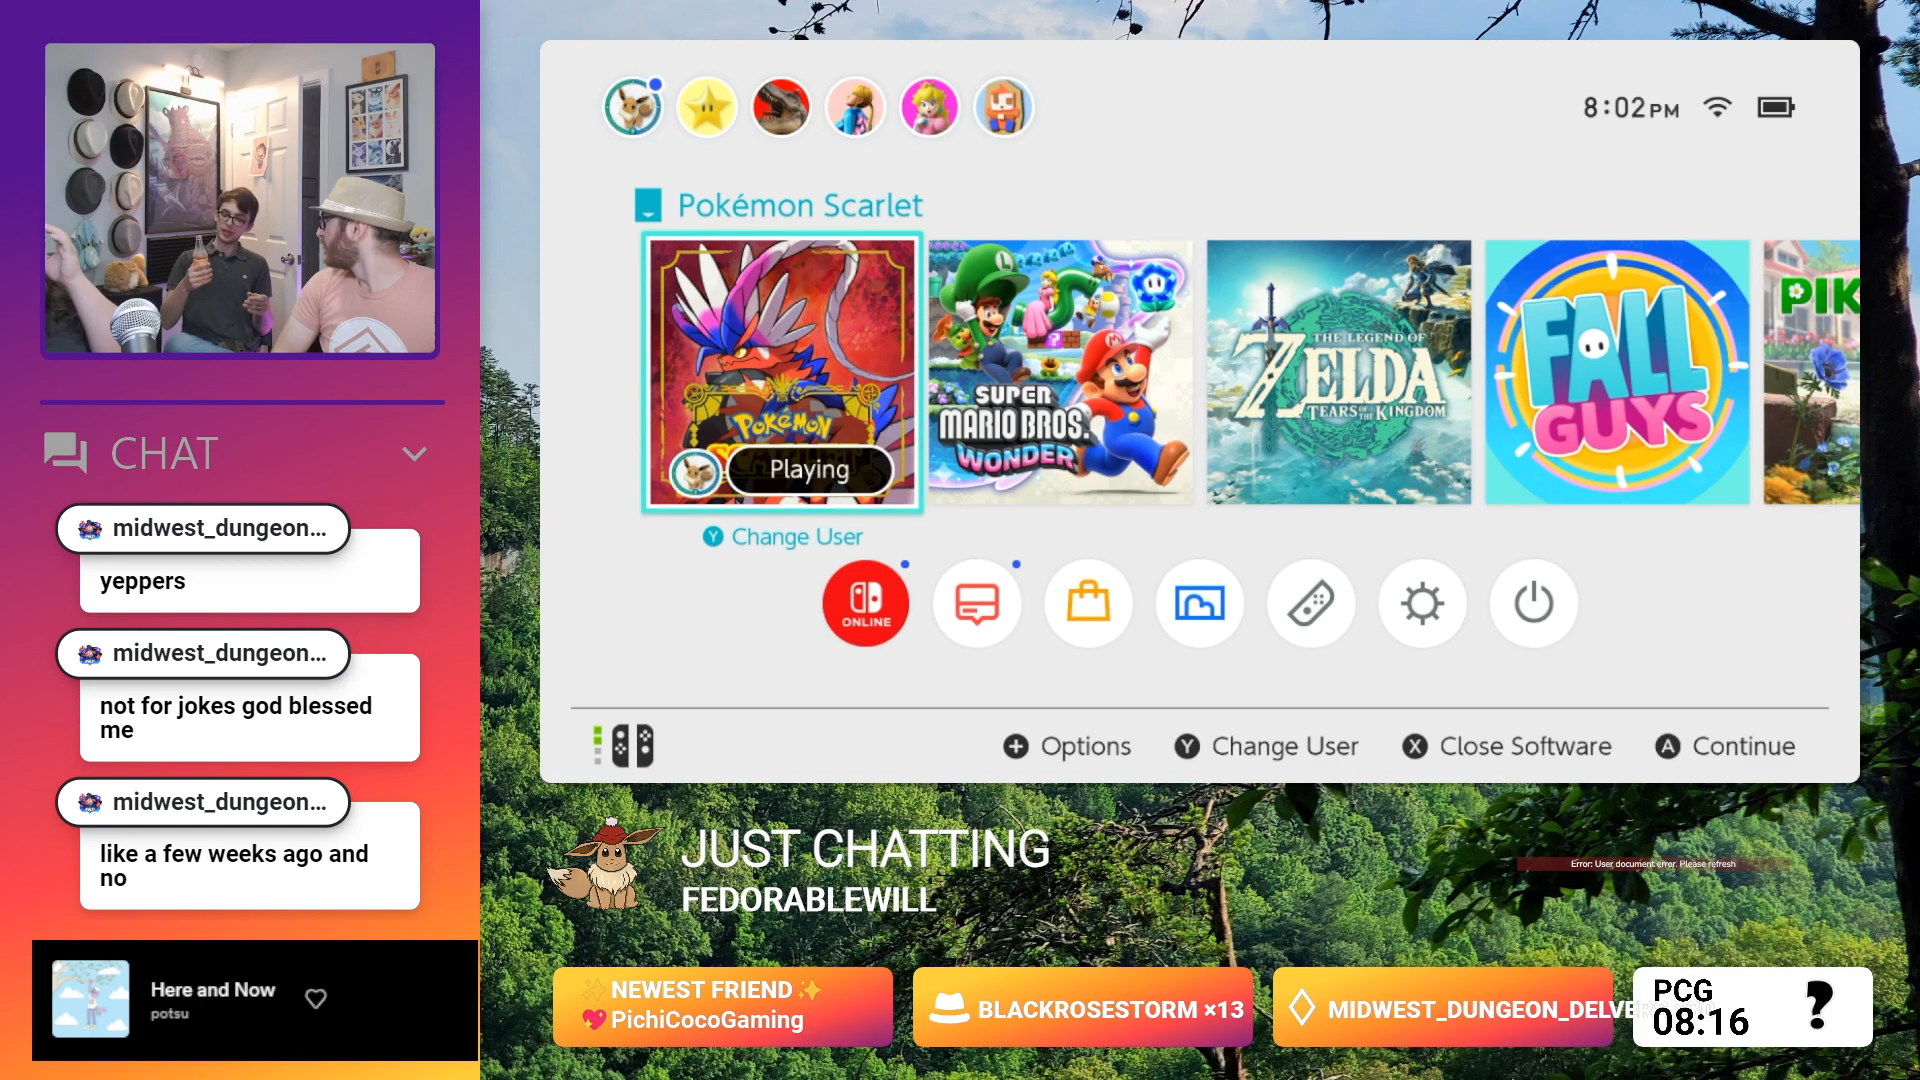 8:02PM
Pokémon Scarlet
POKÉMON
Playing
SUPER
MARIO BROS.
WONDER
THE LEGEND OF
ZELDA
TEARS OF THE KINGDOM
FALL
GUYS
PIK
Y Change User
ONLINE
+ Options
Y Change User
X Close Software
A Continue
CHAT
midwest_dungeon...
yeppers
midwest_dungeon...
not for jokes god blessed
me
midwest_dungeon...
like a few weeks ago and
no
Here and Now
potsu
JUST CHATTING
FEDORABLEWILL
Error: User document error. Please refresh
NEWEST FRIEND
PichiCocoGaming
BLACKROSESTORM ×13
MIDWEST_DUNGEON_DELVE
PCG
08:16
?